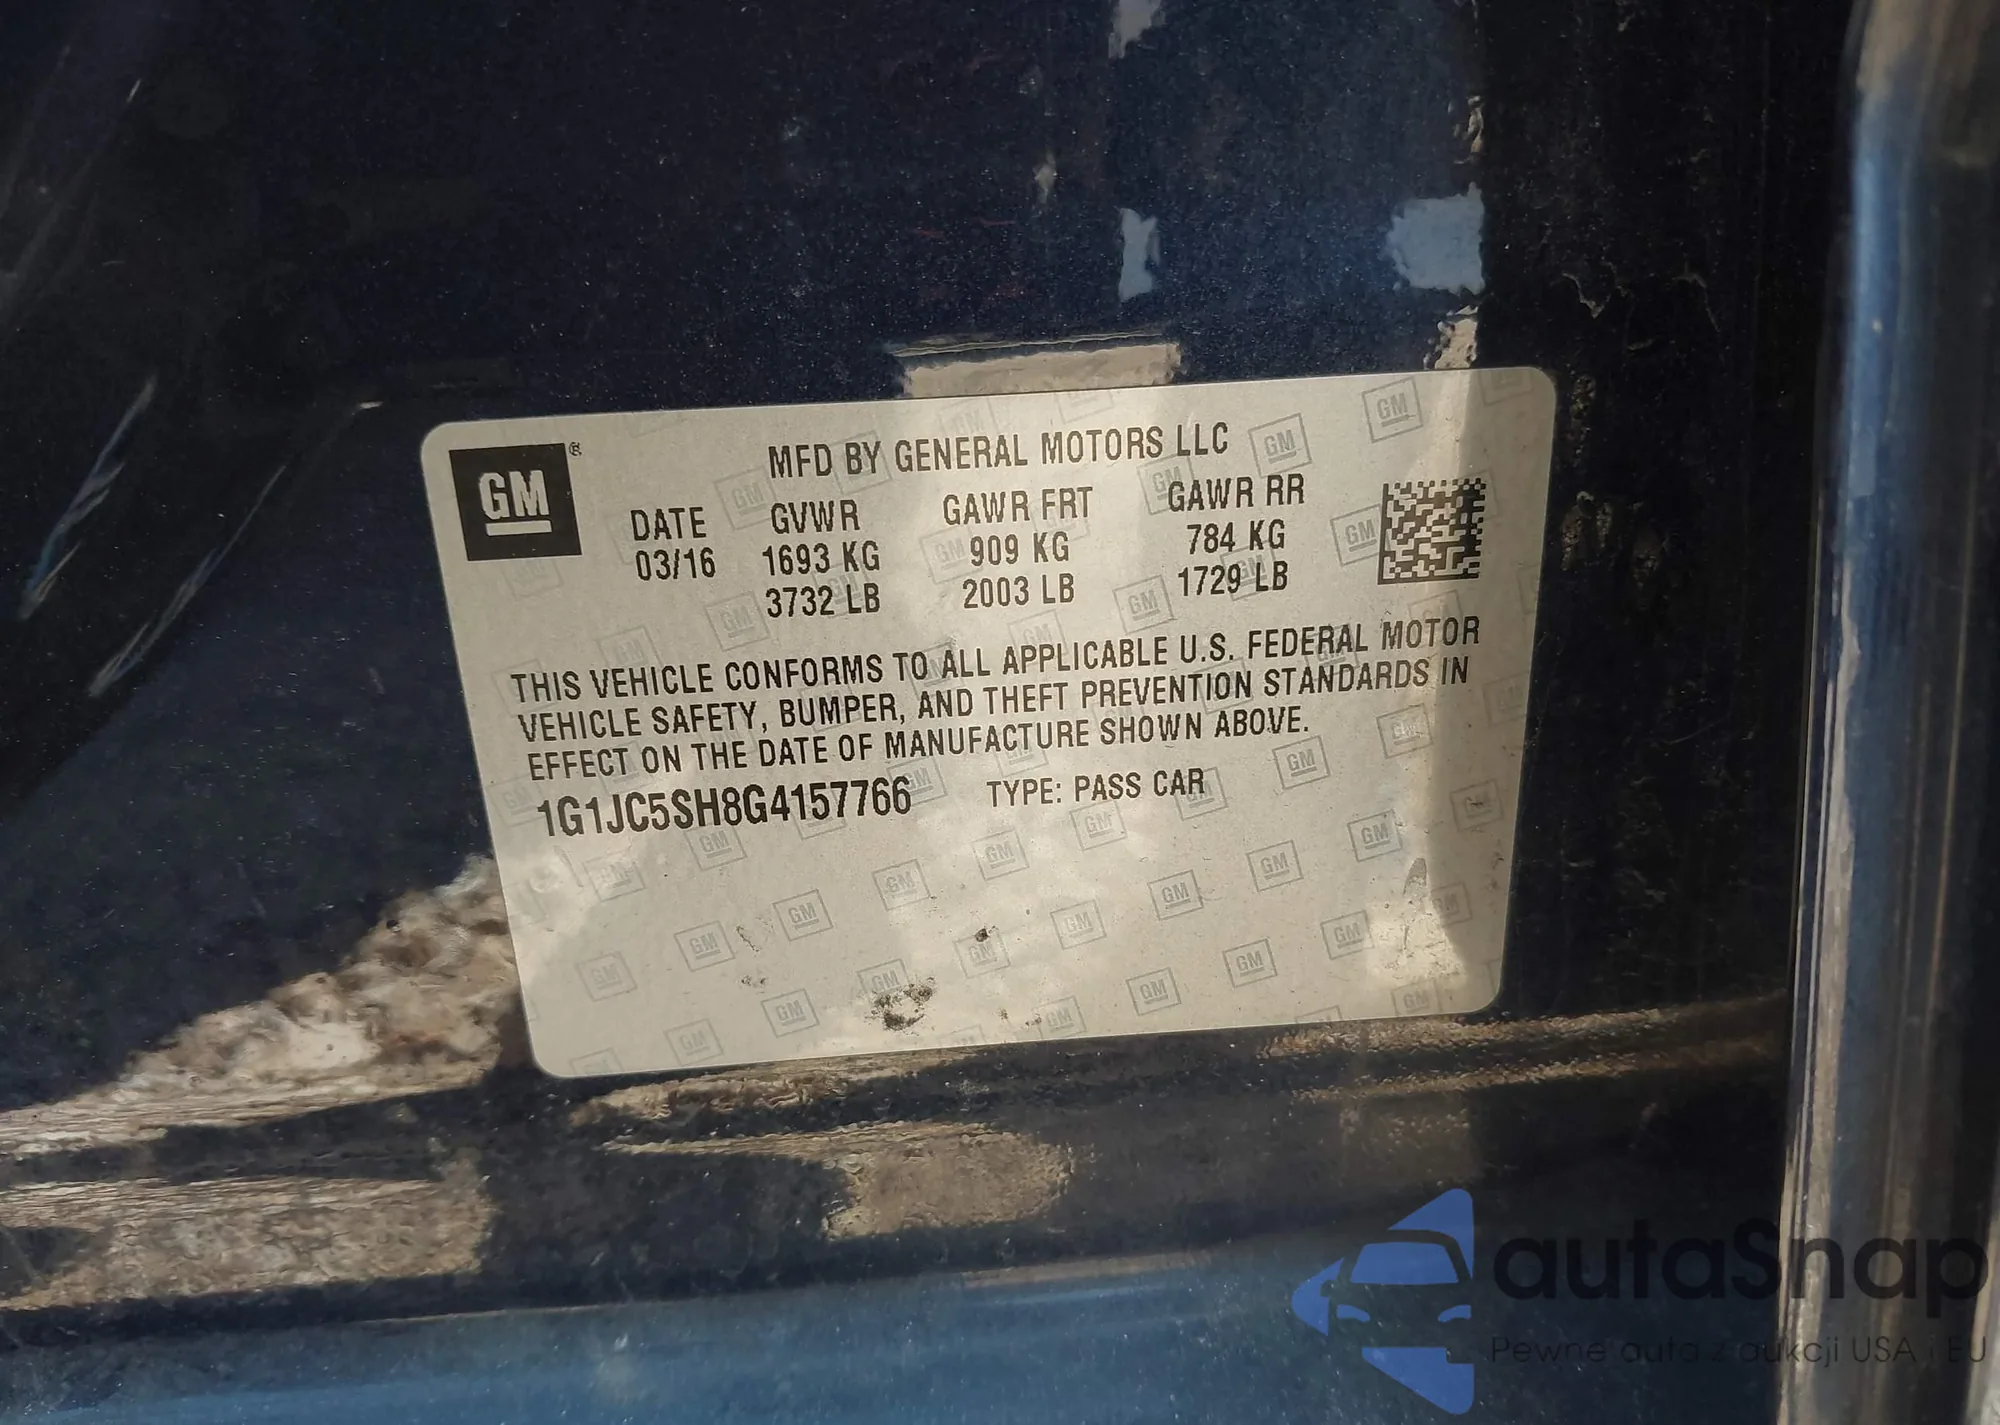 GM ®
MFD BY GENERAL MOTORS LLC
DATE GVWR GAWR FRT GAWR RR
03/16 1693 KG 909 KG 784 KG
3732 LB 2003 LB 1729 LB
THIS VEHICLE CONFORMS TO ALL APPLICABLE U.S. FEDERAL MOTOR
VEHICLE SAFETY, BUMPER, AND THEFT PREVENTION STANDARDS IN
EFFECT ON THE DATE OF MANUFACTURE SHOWN ABOVE.
1G1JC5SH8G4157766 TYPE: PASS CAR
autaSnap
Pewne auta z aukcji USA i EU